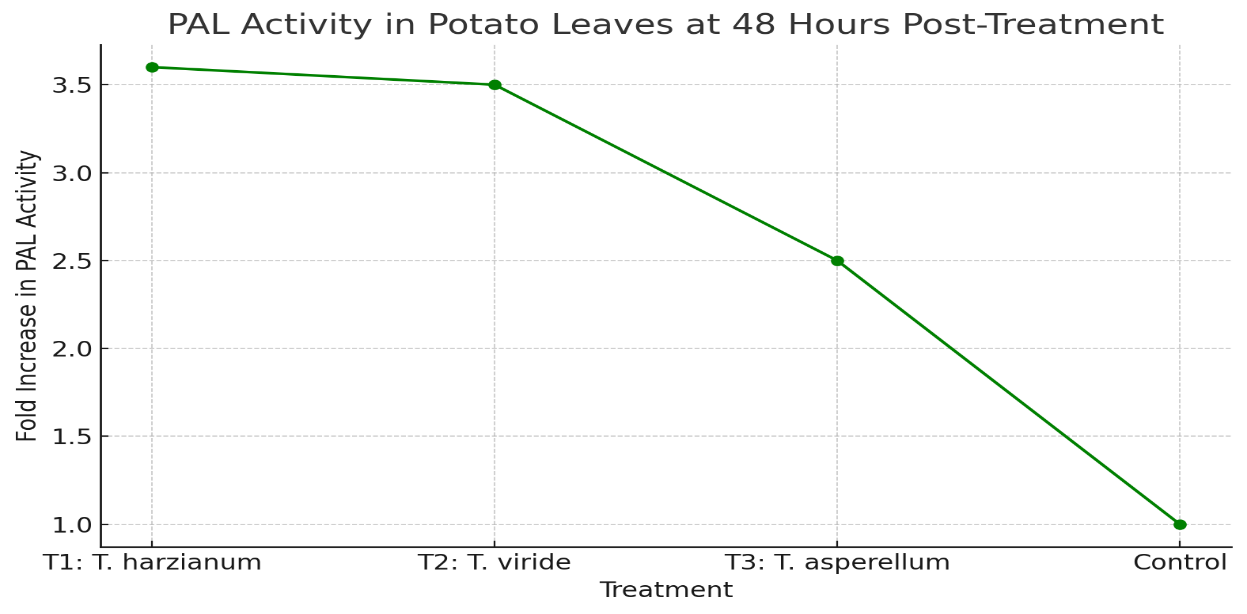 PAL Activity in Potato Leaves at 48 Hours Post-Treatment
Fold Increase in PAL Activity
3.5
3.0
2.5
2.0
1.5
1.0
T1: T. harzianum T2: T. viride T3: T. asperellum Control
Treatment